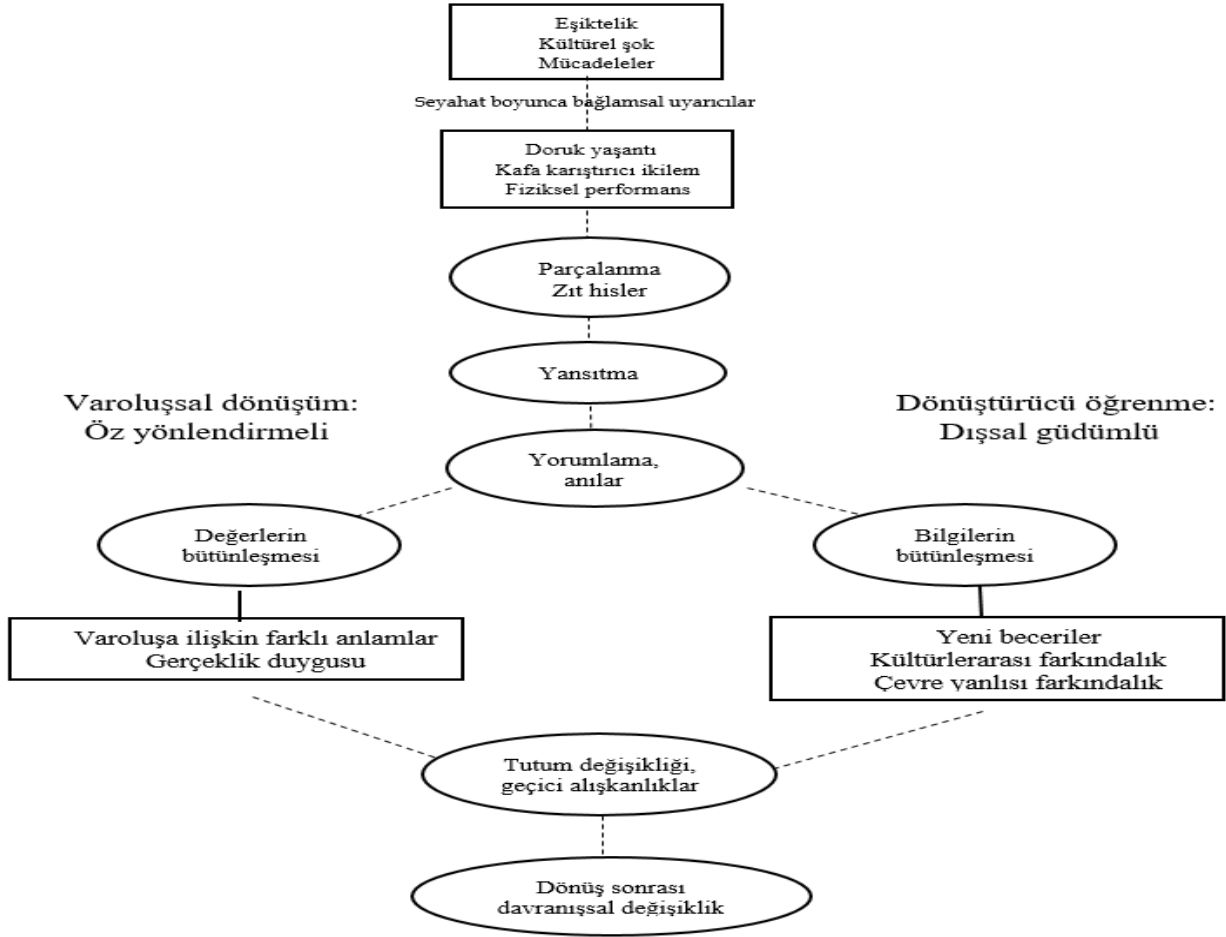 Eşiktelik
Kültürel şok
Mücadeleler
Seyahat boyunca bağlamsal uyarıcılar
Doruk yaşantı
Kafa karıştırıcı ikilem
Fiziksel performans
Parçalanma
Zıt hisler
Yansıtma
Varoluşsal dönüşüm:
Öz yönlendirmeli
Dönüştürücü öğrenme:
Dışsal güdümlü
Yorumlama,
anılar
Değerlerin
bütünleşmesi
Bilgilerin
bütünleşmesi
Varoluşa ilişkin farklı anlamlar
Gerçeklik duygusu
Yeni beceriler
Kültürlerarası farkındalık
Çevre yanlısı farkındalık
Tutum değişikliği,
geçici alışkanlıklar
Dönüş sonrası
davranışsal değişiklik